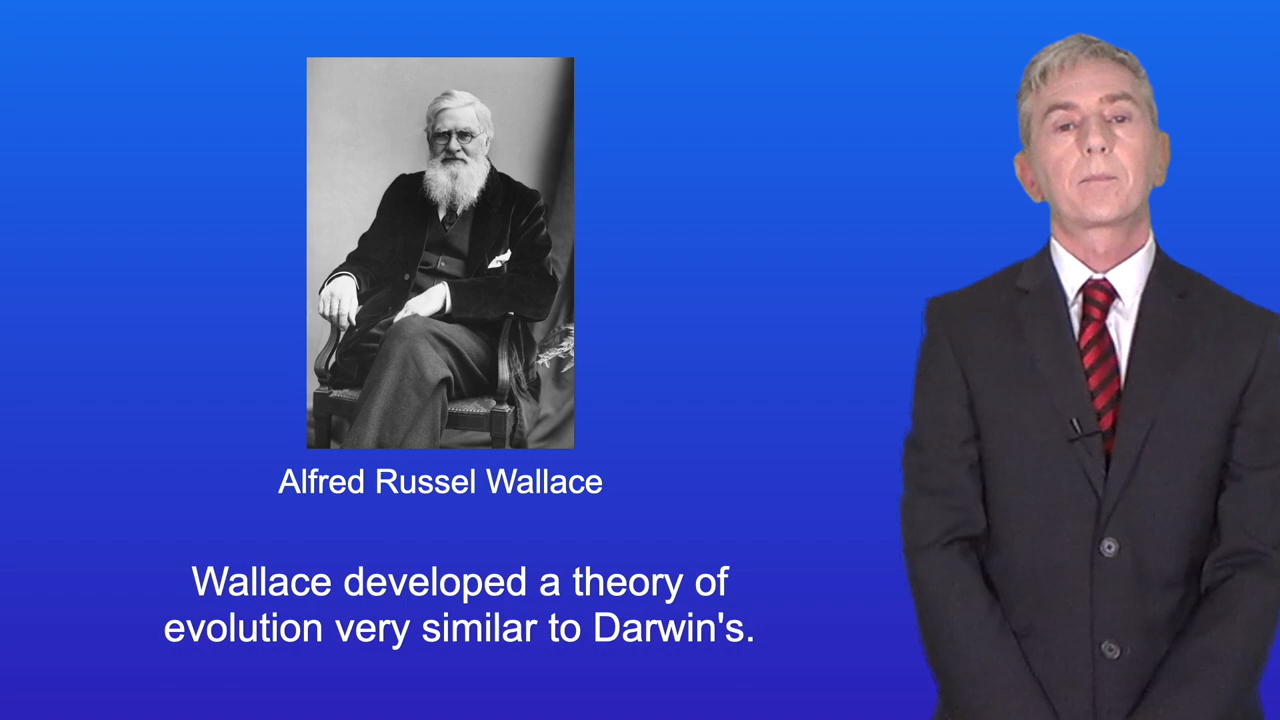 Alfred Russel Wallace
Wallace developed a theory of
evolution very similar to Darwin's.